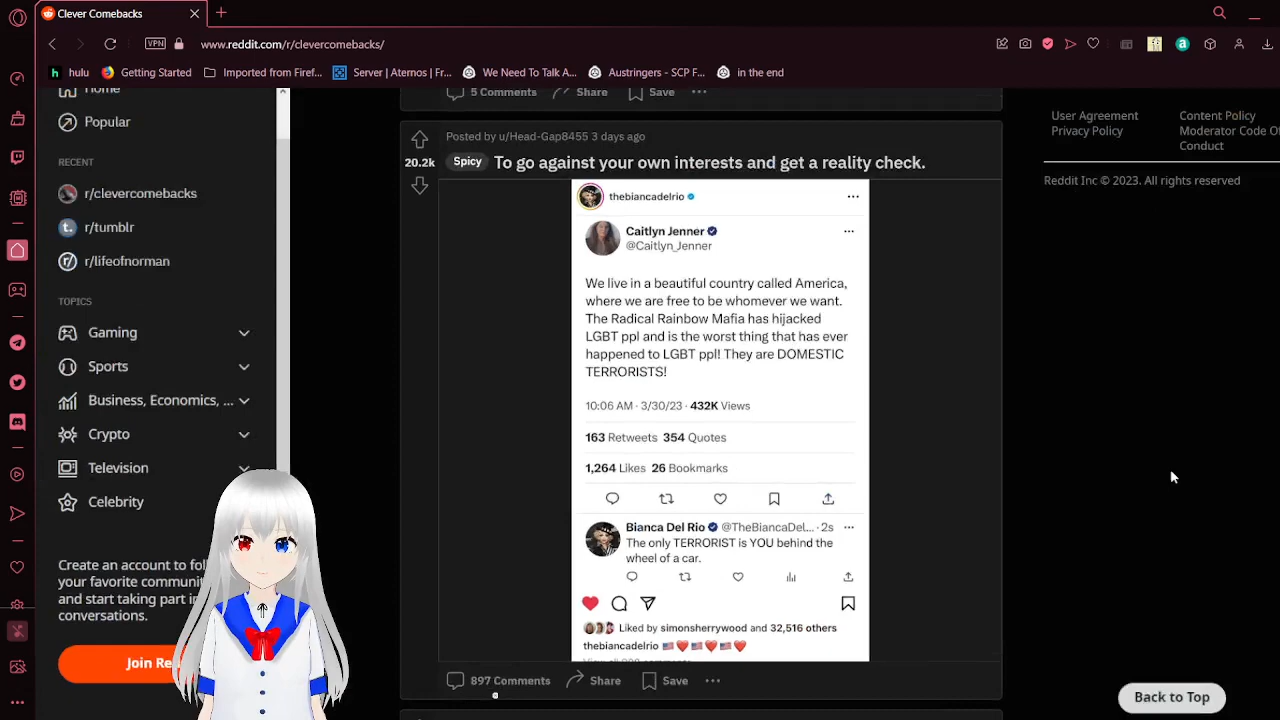 Clever Comebacks
VPN
www.reddit.com/r/clevercomebacks/
hulu
Getting Started
Imported from Firef...
Server | Aternos | Fr...
We Need To Talk A...
Austringers - SCP F...
in the end
Home
Popular
RECENT
r/clevercomebacks
r/tumblr
r/lifeofnorman
TOPICS
Gaming
Sports
Business, Economics, ...
Crypto
Television
Celebrity
Create an account to
your favorite
and start taking part in
conversations.
Join
5 Comments
Share
Save
Posted by u/Head-Gap8455 3 days ago
20.2k
Spicy
To go against your own interests and get a reality check.
thebiancadelrio
Caitlyn Jenner
@Caitlyn_Jenner
We live in a beautiful country called America,
where we are free to be whomever we want.
The Radical Rainbow Mafia has hijacked
LGBT ppl and is the worst thing that has ever
happened to LGBT ppl! They are DOMESTIC
TERRORISTS!
10:06 AM · 3/30/23 · 432K Views
163 Retweets 354 Quotes
1,264 Likes 26 Bookmarks
Bianca Del Rio @TheBiancaDel... · 2s
The only TERRORIST is YOU behind the
wheel of a car.
Liked by simonsherrywood and 32,516 others
thebiancadelrio
897 Comments
Share
Save
User Agreement
Privacy Policy
Content Policy
Moderator Code
Conduct
Reddit Inc © 2023. All rights reserved
Back to Top